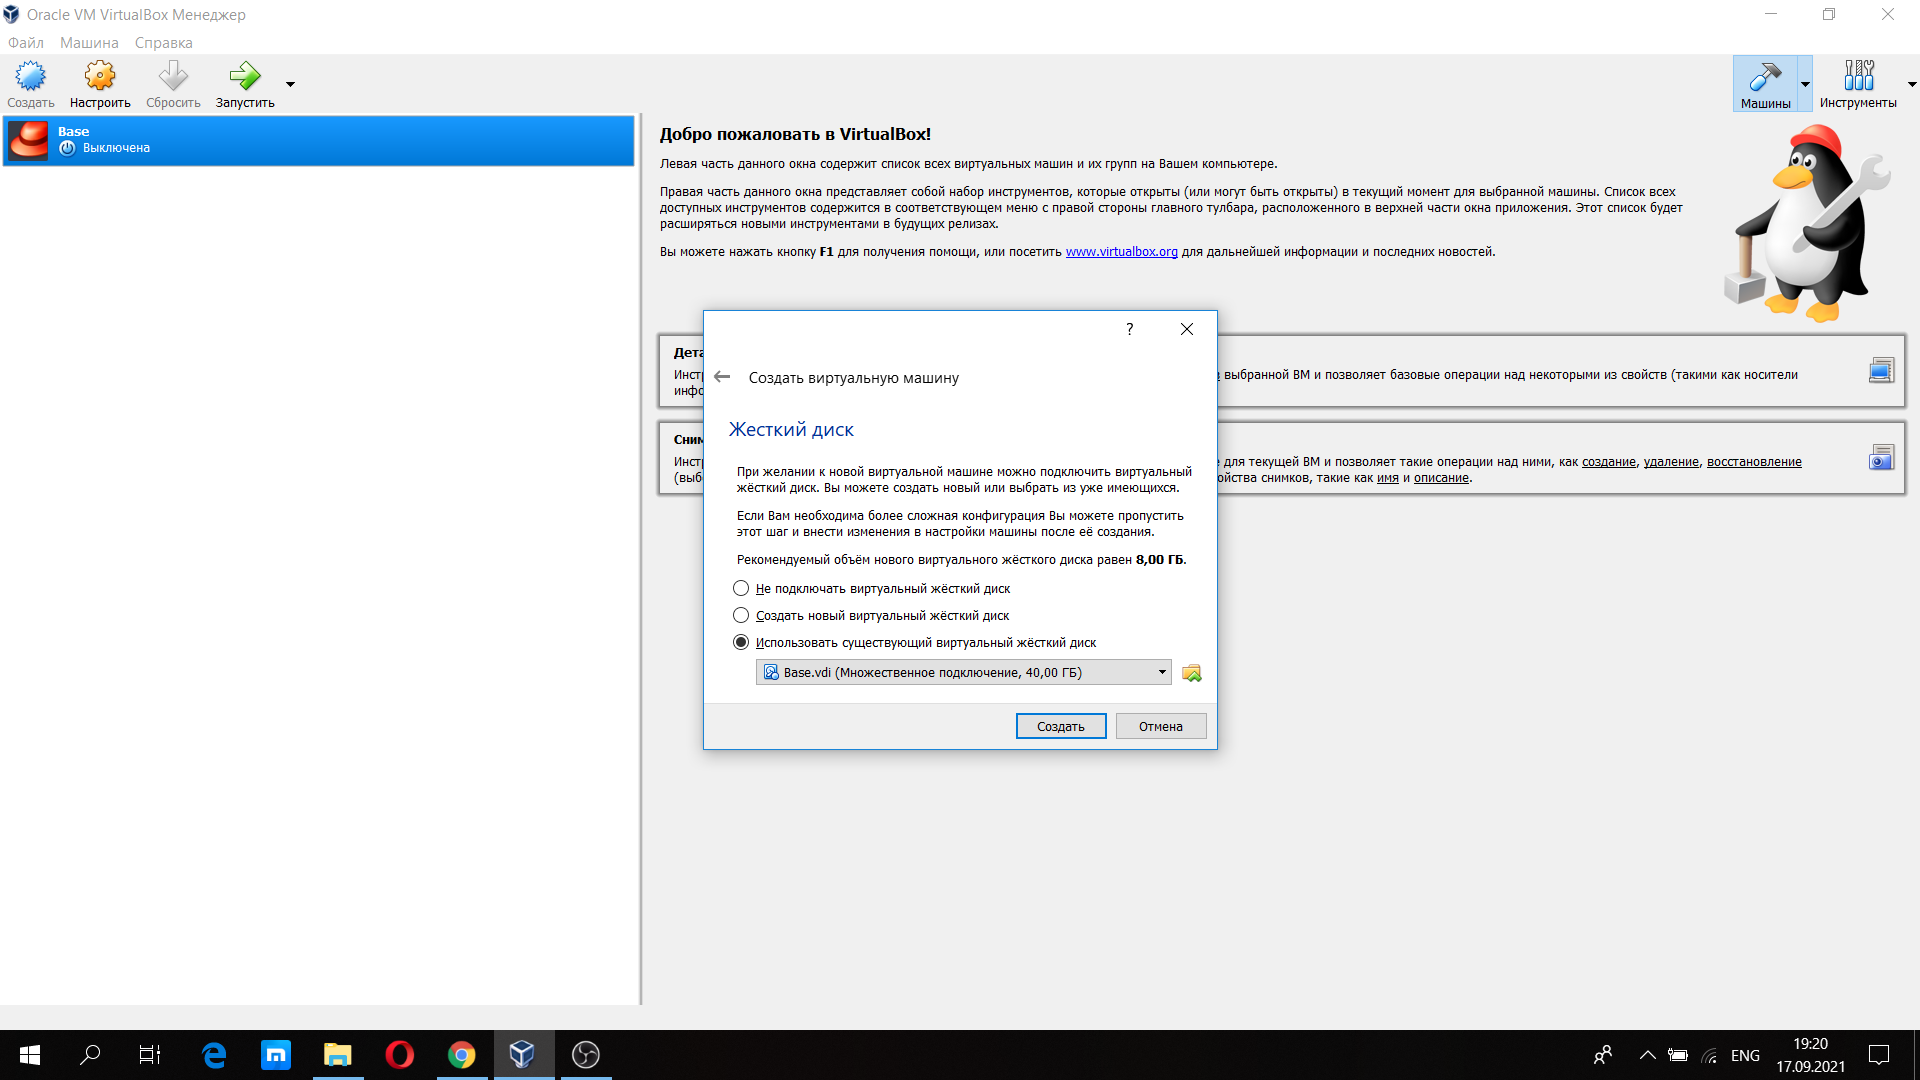 Oracle VM VirtualBox Менеджер
Файл Машина Справка
Создать Настроить Сбросить Запустить Машины Инструменты
Base
Выключена
Добро пожаловать в VirtualBox!
Левая часть данного окна содержит список всех виртуальных машин и их групп на Вашем компьютере.
Правая часть данного окна представляет собой набор инструментов, которые открыты (или могут быть открыты) в текущий момент для выбранной машины. Список всех
доступных инструментов содержится в соответствующем меню с правой стороны главного тулбара, расположенного в верхней части окна приложения. Этот список будет
расширяться новыми инструментами в будущих релизах.
Вы можете нажать кнопку F1 для получения помощи, или посетить www.virtualbox.org для дальнейшей информации и последних новостей.
Дета
Инстр выбранной ВМ и позволяет базовые операции над некоторыми из свойств (такими как носители
инфо
Сним
Инстр для текущей ВМ и позволяет такие операции над ними, как создание, удаление, восстановление
(выб ойства снимков, такие как имя и описание.
?
Создать виртуальную машину
Жесткий диск
При желании к новой виртуальной машине можно подключить виртуальный
жёсткий диск. Вы можете создать новый или выбрать из уже имеющихся.
Если Вам необходима более сложная конфигурация Вы можете пропустить
этот шаг и внести изменения в настройки машины после её создания.
Рекомендуемый объём нового виртуального жёсткого диска равен 8,00 ГБ.
Не подключать виртуальный жёсткий диск
Создать новый виртуальный жёсткий диск
Использовать существующий виртуальный жёсткий диск
Base.vdi (Множественное подключение, 40,00 ГБ)
Создать Отмена
ENG
19:20
17.09.2021